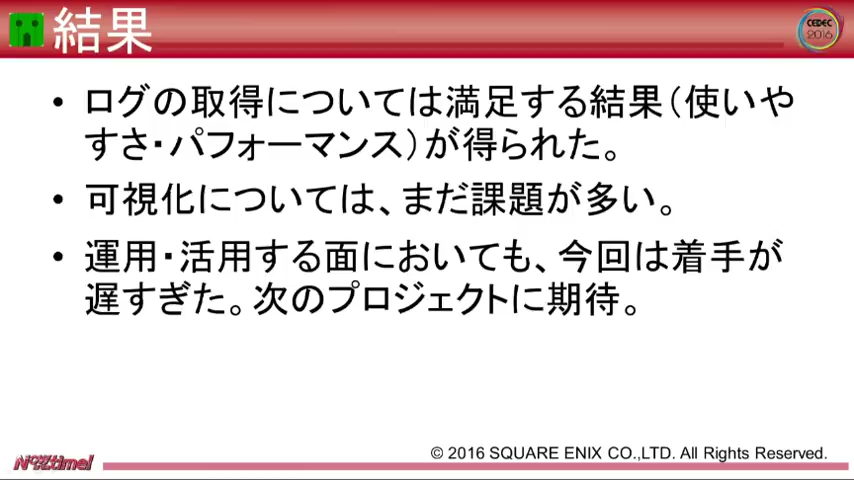 結果
CEDEC
2016
• ログの取得については満足する結果（使いや
すさ・パフォーマンス）が得られた。
• 可視化については、まだ課題が多い。
• 運用・活用する面においても、今回は着手が
遅すぎた。次のプロジェクトに期待。
© 2016 SQUARE ENIX CO.,LTD. All Rights Reserved.